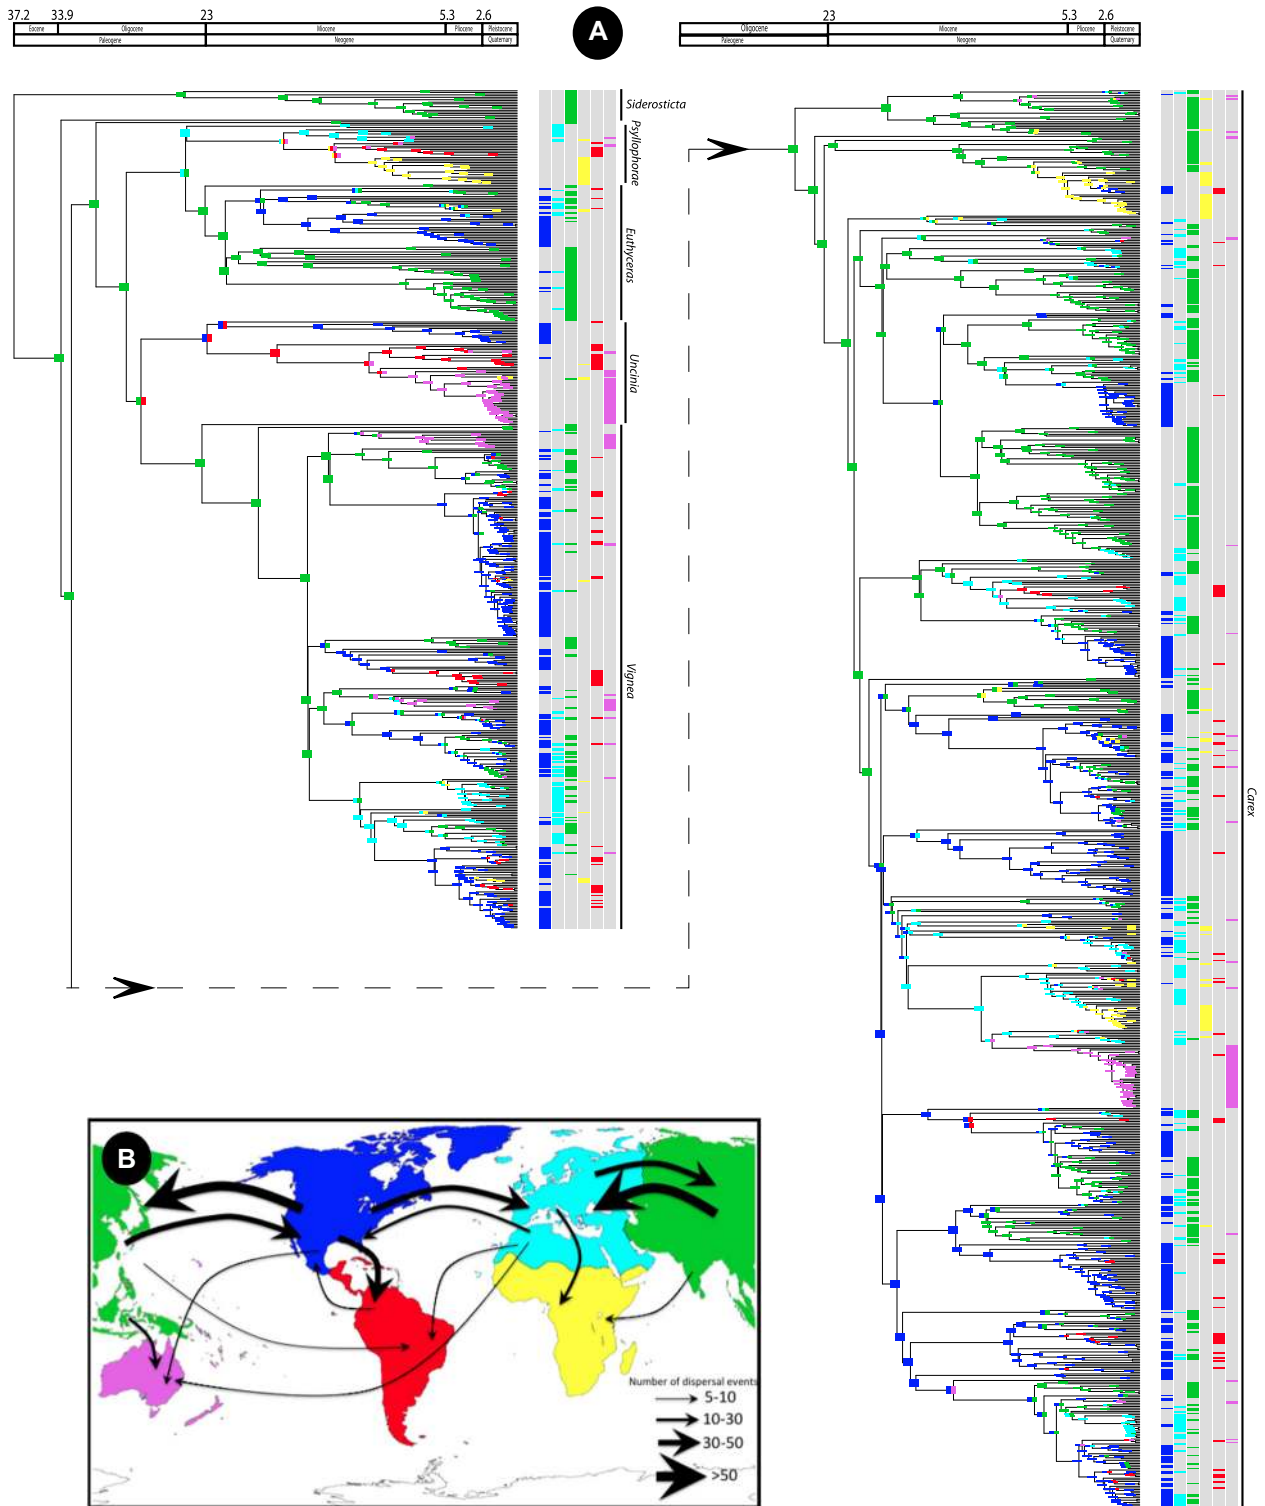 37.2 33.9 23 5.3 2.6
Eocene Oligocene Miocene Pliocene Pleistocene
Paleogene Neogene Quaternary
A
23 5.3 2.6
Oligocene Miocene Pliocene Pleistocene
Paleogene Neogene Quaternary
Siderosticta
Psyllophorae
Euthyceras
Uncinia
Vignea
Carex
B
Number of dispersal events
5-10
10-30
30-50
>50